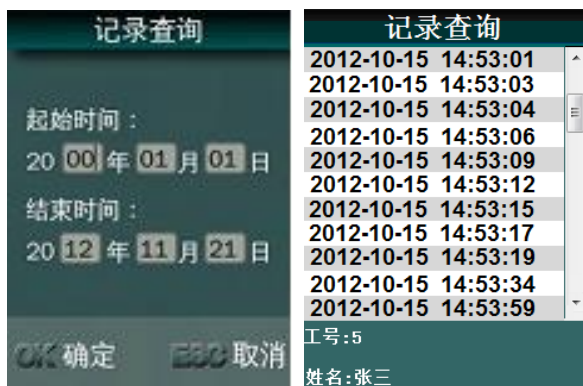 记录查询
起始时间：
20 00 年 01 月 01 日
结束时间：
20 12 年 11 月 21 日
OK 确定 ESC 取消
记录查询
2012-10-15 14:53:01
2012-10-15 14:53:03
2012-10-15 14:53:04
2012-10-15 14:53:06
2012-10-15 14:53:09
2012-10-15 14:53:12
2012-10-15 14:53:15
2012-10-15 14:53:17
2012-10-15 14:53:19
2012-10-15 14:53:34
2012-10-15 14:53:59
工号:5
姓名:张三